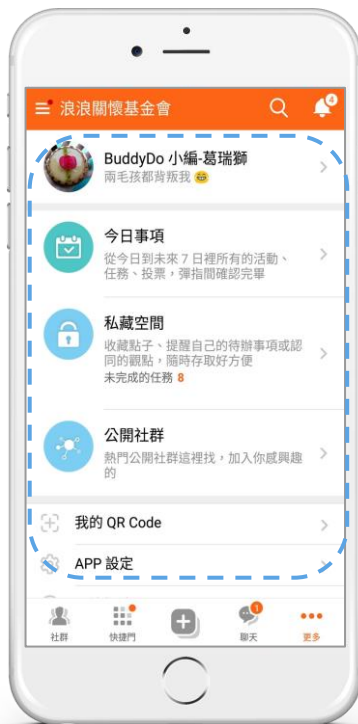 浪浪關懷基金會
4
BuddyDo 小編-葛瑞獅
兩毛孩都背叛我
今日事項
從今日到未來 7 日裡所有的活動、
任務、投票，彈指間確認完畢
私藏空間
收藏點子、提醒自己的待辦事項或認
同的觀點，隨時存取好方便
未完成的任務 8
公開社群
熱門公開社群這裡找，加入你感興趣
的
我的 QR Code
APP 設定
社群
快捷門
1
聊天
更多